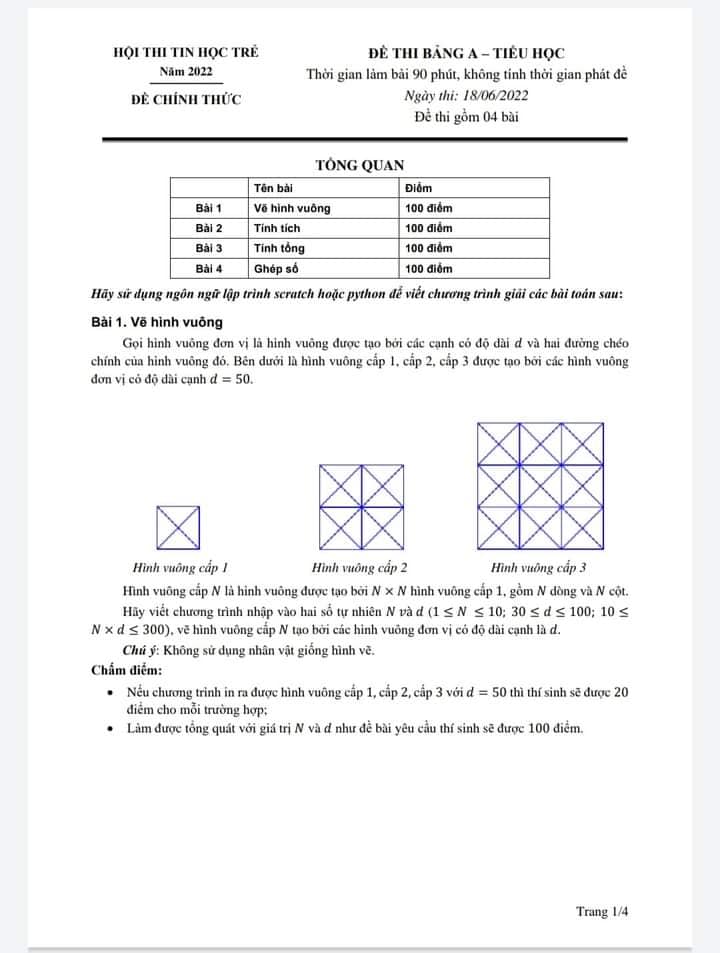 HỘI THI TIN HỌC TRẺ
Năm 2022
ĐỀ CHÍNH THỨC
ĐỀ THI BẢNG A – TIỂU HỌC
Thời gian làm bài 90 phút, không tính thời gian phát đề
Ngày thi: 18/06/2022
Đề thi gồm 04 bài
TỔNG QUAN
Tên bài Điểm
Bài 1 Vẽ hình vuông 100 điểm
Bài 2 Tính tích 100 điểm
Bài 3 Tính tổng 100 điểm
Bài 4 Ghép số 100 điểm
Hãy sử dụng ngôn ngữ lập trình scratch hoặc python để viết chương trình giải các bài toán sau:
Bài 1. Vẽ hình vuông
Gọi hình vuông đơn vị là hình vuông được tạo bởi các cạnh có độ dài d và hai đường chéo
chính của hình vuông đó. Bên dưới là hình vuông cấp 1, cấp 2, cấp 3 được tạo bởi các hình vuông
đơn vị có độ dài cạnh d = 50.
Hình vuông cấp 1 Hình vuông cấp 2 Hình vuông cấp 3
Hình vuông cấp N là hình vuông được tạo bởi N × N hình vuông cấp 1, gồm N dòng và N cột.
Hãy viết chương trình nhập vào hai số tự nhiên N và d (1 ≤ N ≤ 10; 30 ≤ d ≤ 100; 10 ≤
N × d ≤ 300), vẽ hình vuông cấp N tạo bởi các hình vuông đơn vị có độ dài cạnh là d.
Chú ý: Không sử dụng nhân vật giống hình vẽ.
Chấm điểm:
• Nếu chương trình in ra được hình vuông cấp 1, cấp 2, cấp 3 với d = 50 thì thí sinh sẽ được 20
điểm cho mỗi trường hợp;
• Làm được tổng quát với giá trị N và d như đề bài yêu cầu thí sinh sẽ được 100 điểm.
Trang 1/4